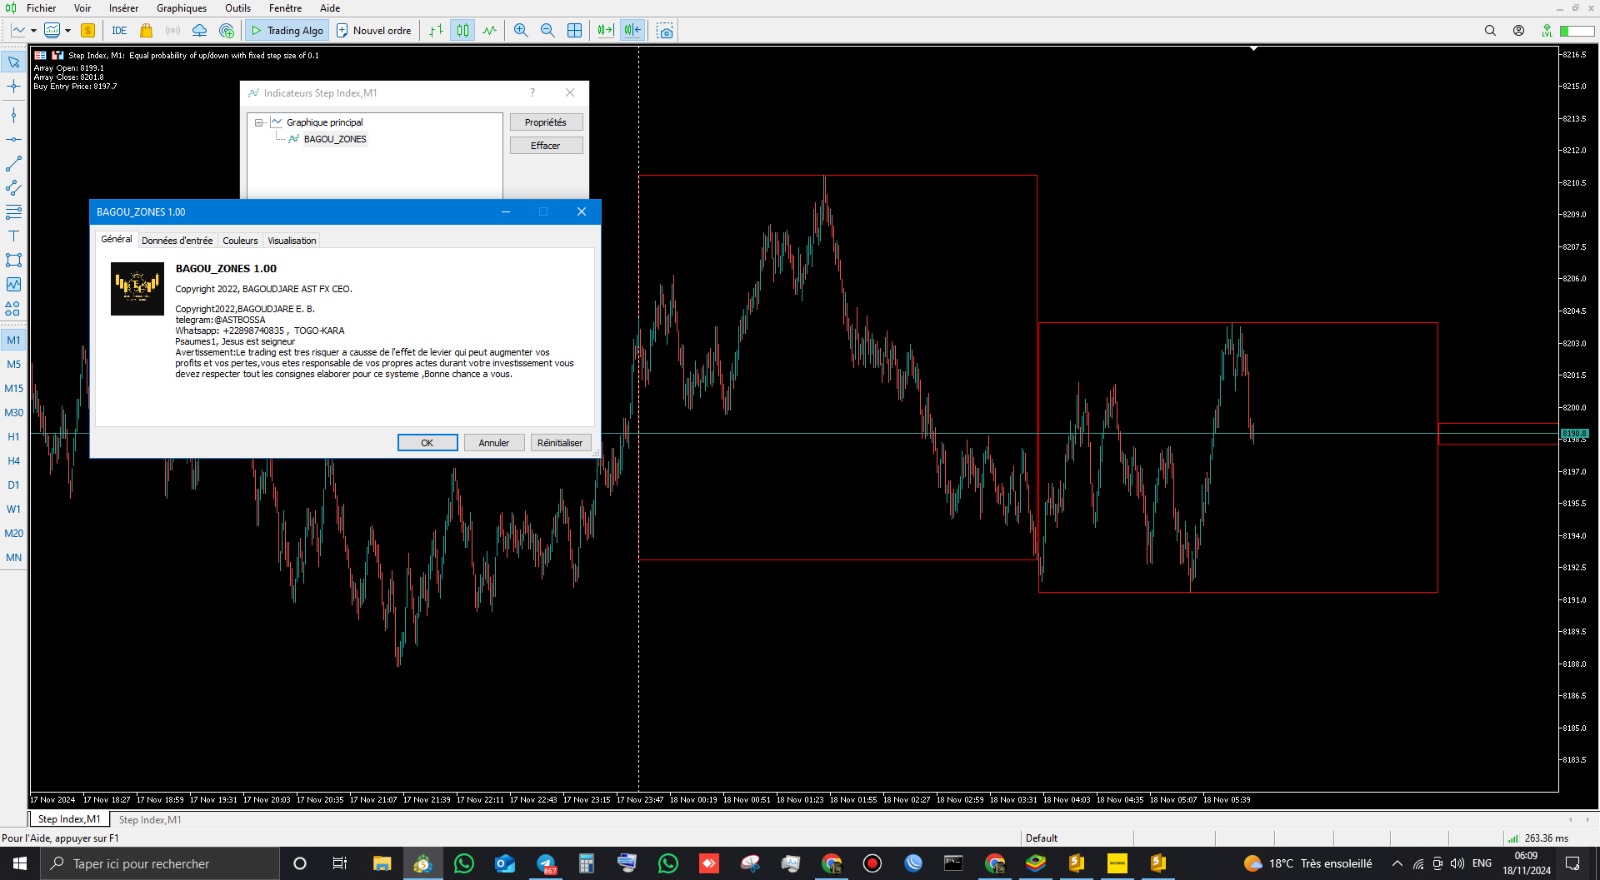 Fichier Voir Insérer Graphiques Outils Fenêtre Aide
IDE Trading Algo Nouvel ordre
LVL
Step Index, M1: Equal probability of up/down with fixed step size of 0.1
Array Open: 8199.1
Array Close: 8201.8
Buy Entry Price: 8197.7
Indicateurs Step Index,M1 ?
Graphique principal
BAGOU_ZONES
Propriétés
Effacer
BAGOU_ZONES 1.00
Général Données d'entrée Couleurs Visualisation
BAGOU_ZONES 1.00
Copyright 2022, BAGOUDJARE AST FX CEO.
Copyright2022,BAGOUDJARE E. B.
telegram:@ASTBOSSA
Whatsapp: +22898740835 , TOGO-KARA
Psaumes1, Jesus est seigneur
Avertissement:Le trading est tres risquer a causse de l'effet de levier qui peut augmenter vos
profits et vos pertes,vous etes responsable de vos propres actes durant votre investissement vous
devez respecter tout les consignes elaborer pour ce systeme ,Bonne chance a vous.
OK Annuler Réinitialiser
M1
M5
M15
M30
H1
H4
D1
W1
M20
MN
8216.5
8215.0
8213.5
8212.0
8210.5
8209.0
8207.5
8206.0
8204.5
8203.0
8201.5
8200.0
8198.8
8198.5
8197.0
8195.5
8194.0
8192.5
8191.0
8189.5
8188.0
8186.5
8185.0
8183.5
17 Nov 2024 17 Nov 18:27 17 Nov 18:59 17 Nov 19:31 17 Nov 20:03 17 Nov 20:35 17 Nov 21:07 17 Nov 21:39 17 Nov 22:11 17 Nov 22:43 17 Nov 23:15 17 Nov 23:47 18 Nov 00:19 18 Nov 00:51 18 Nov 01:23 18 Nov 01:55 18 Nov 02:27 18 Nov 02:59 18 Nov 03:31 18 Nov 04:03 18 Nov 04:35 18 Nov 05:07 18 Nov 05:39
Step Index,M1 Step Index,M1
Pour l'Aide, appuyer sur F1 Default 263.36 ms
Taper ici pour rechercher
867
18°C Très ensoleillé
ENG
06:09
18/11/2024